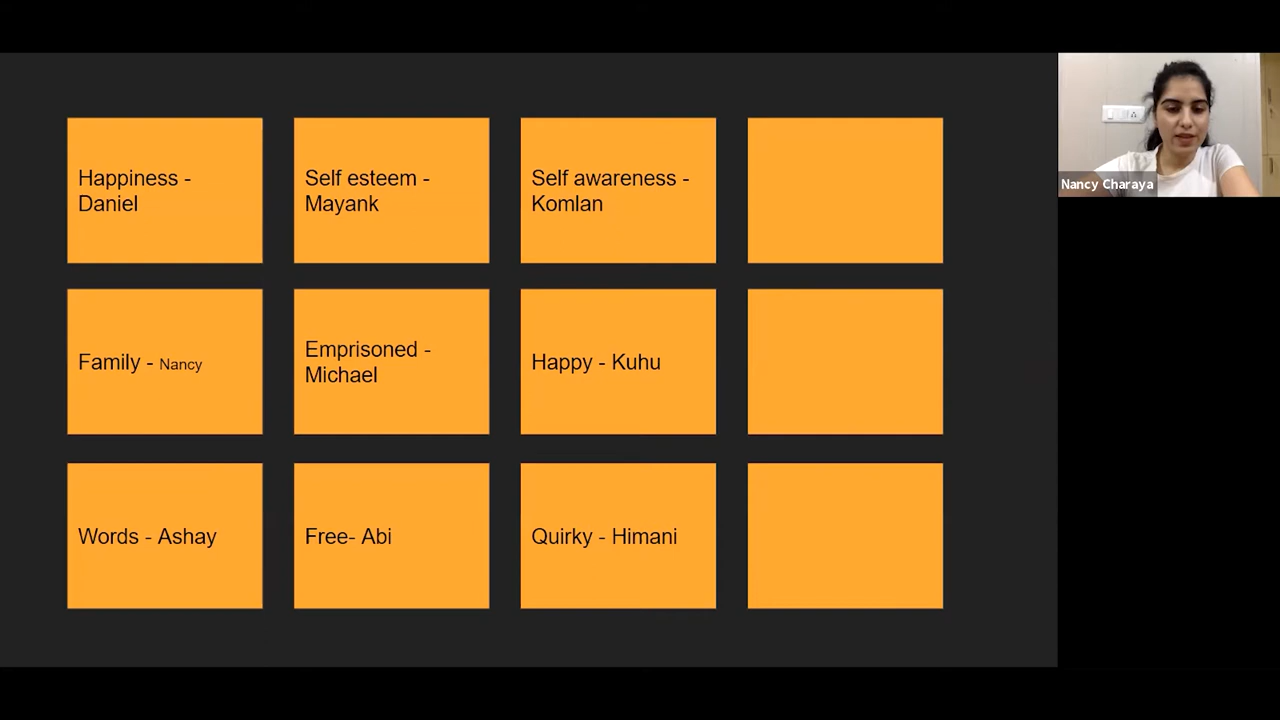 Happiness -
Daniel
Self esteem -
Mayank
Self awareness -
Komlan
Family - Nancy
Emprisoned -
Michael
Happy - Kuhu
Words - Ashay
Free- Abi
Quirky - Himani
Nancy Charaya